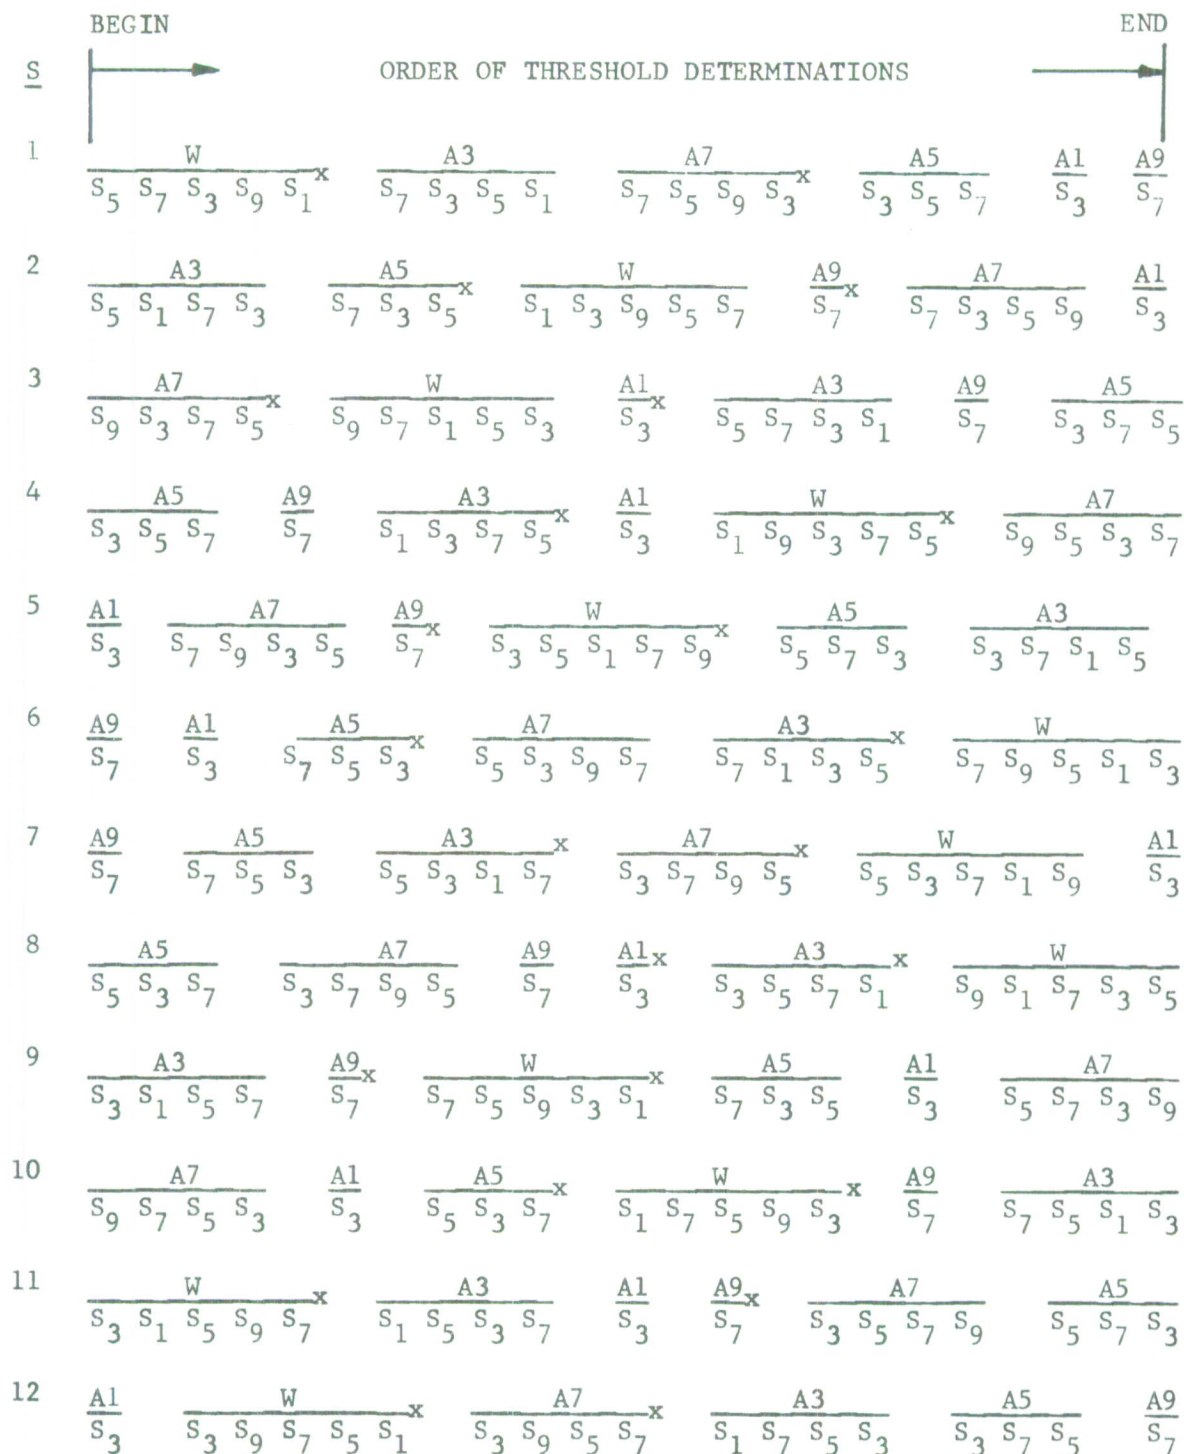 BEGIN END
S ORDER OF THRESHOLD DETERMINATIONS
1 W A3 A7 A5 A1 A9
S5 S7 S3 S9 S1 x S7 S3 S5 S1 S7 S5 S9 S3 x S3 S5 S7 S3 S7
2 A3 A5 W A9 A7 A1
S5 S1 S7 S3 S7 S3 S5 x S1 S3 S9 S5 S7 S7 x S7 S3 S5 S9 S3
3 A7 W A1 A3 A9 A5
S9 S3 S7 S5 x S9 S7 S1 S5 S3 S3 x S5 S7 S3 S1 S7 S3 S7 S5
4 A5 A9 A3 A1 W A7
S3 S5 S7 S7 S1 S3 S7 S5 x S3 S1 S9 S3 S7 S5 x S9 S5 S3 S7
5 A1 A7 A9 W A5 A3
S3 S7 S9 S3 S5 S7 x S3 S5 S1 S7 S9 x S5 S7 S3 S3 S7 S1 S5
6 A9 A1 A5 A7 A3 W
S7 S3 S7 S5 S3 x S5 S3 S9 S7 S7 S1 S3 S5 x S7 S9 S5 S1 S3
7 A9 A5 A3 A7 W A1
S7 S7 S5 S3 S5 S3 S1 S7 x S3 S7 S9 S5 x S5 S3 S7 S1 S9 S3
8 A5 A7 A9 A1 A3 W
S5 S3 S7 S3 S7 S9 S5 S7 S3 x S3 S5 S7 S1 x S9 S1 S7 S3 S5
9 A3 A9 W A5 A1 A7
S3 S1 S5 S7 S7 x S7 S5 S9 S3 S1 x S7 S3 S5 S3 S5 S7 S3 S9
10 A7 A1 A5 W A9 A3
S9 S7 S5 S3 S3 S5 S3 S7 x S1 S7 S5 S9 S3 x S7 S7 S5 S1 S3
11 W A3 A1 A9 A7 A5
S3 S1 S5 S9 S7 x S1 S5 S3 S7 S3 S7 x S3 S5 S7 S9 S5 S7 S3
12 A1 W A7 A3 A5 A9
S3 S3 S9 S7 S5 S1 x S3 S9 S5 S7 x S1 S7 S5 S3 S3 S7 S5 S7